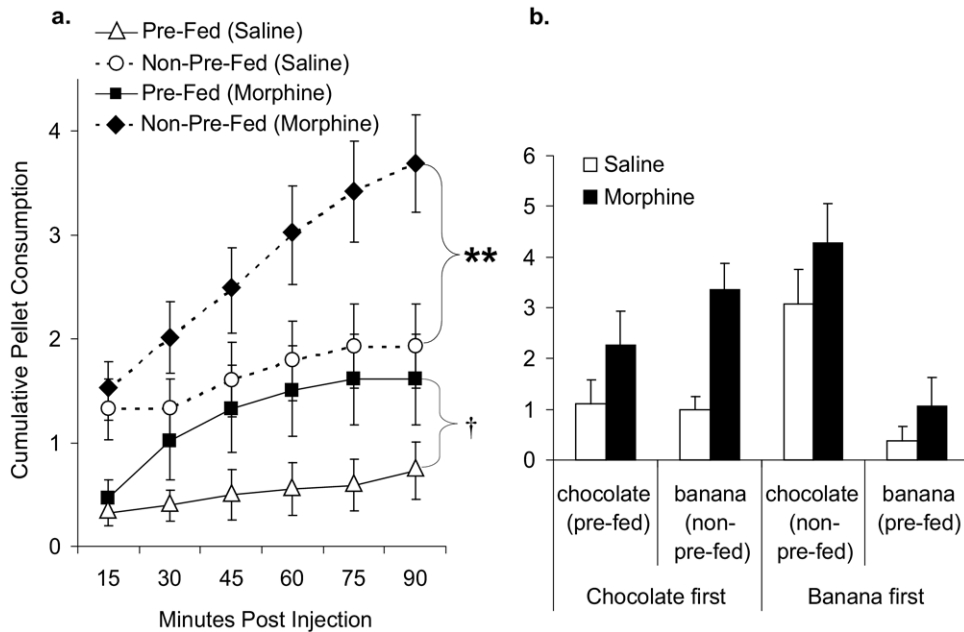 a.
Pre-Fed (Saline)
Non-Pre-Fed (Saline)
Pre-Fed (Morphine)
Non-Pre-Fed (Morphine)
Cumulative Pellet Consumption
4
3
2
1
0
**
†
15 30 45 60 75 90
Minutes Post Injection
b.
6
5
4
3
2
1
0
Saline
Morphine
chocolate banana chocolate banana
(pre-fed) (non- (non- (pre-fed)
pre-fed) pre-fed)
Chocolate first Banana first